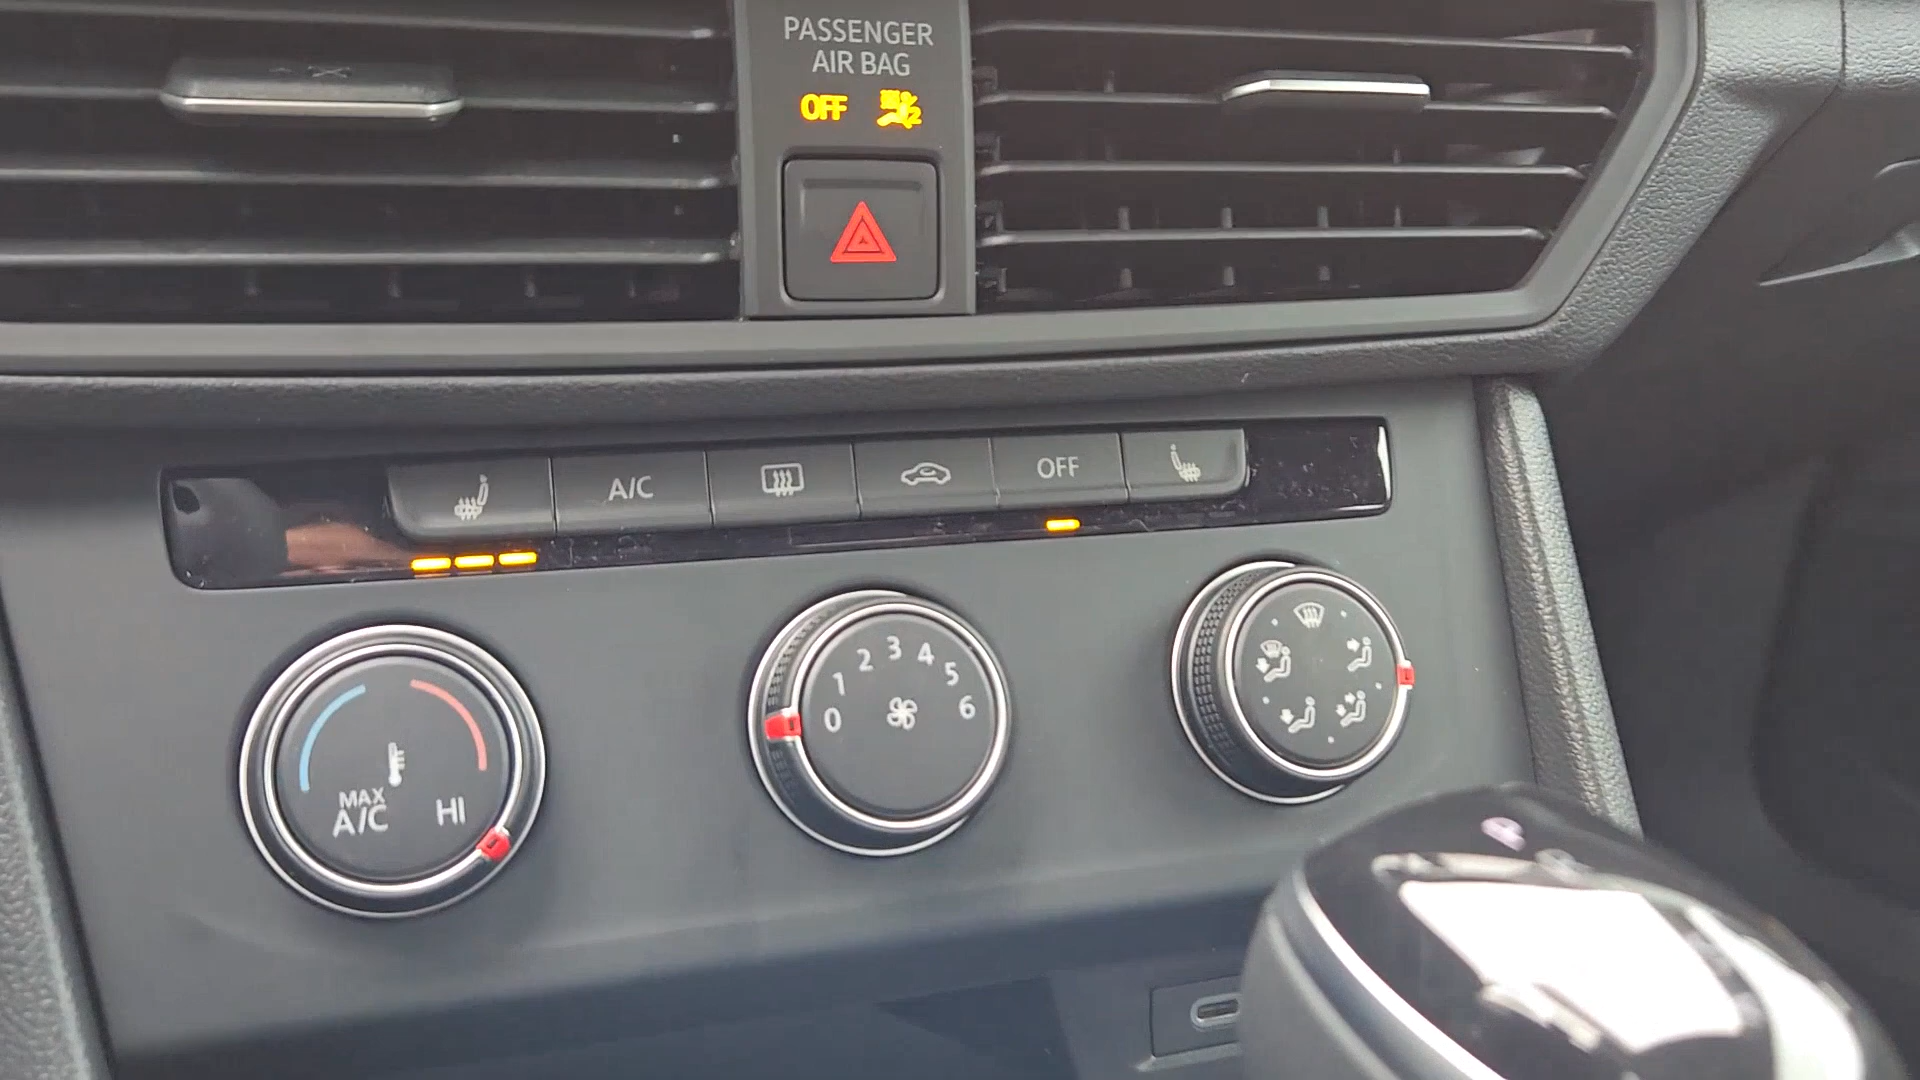 PASSENGER
AIR BAG
OFF
A/C
OFF
MAX
A/C
HI
0 1 2 3 4 5 6